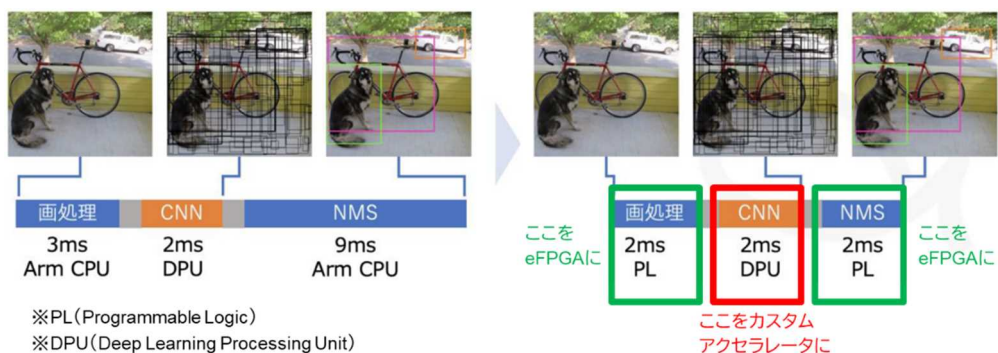 画処理
CNN
NMS
3ms
Arm CPU
2ms
DPU
9ms
Arm CPU
※PL(Programmable Logic)
※DPU(Deep Learning Processing Unit)
ここを
eFPGAに
画処理
CNN
NMS
2ms
PL
2ms
DPU
2ms
PL
ここを
eFPGAに
ここをカスタム
アクセラレータに